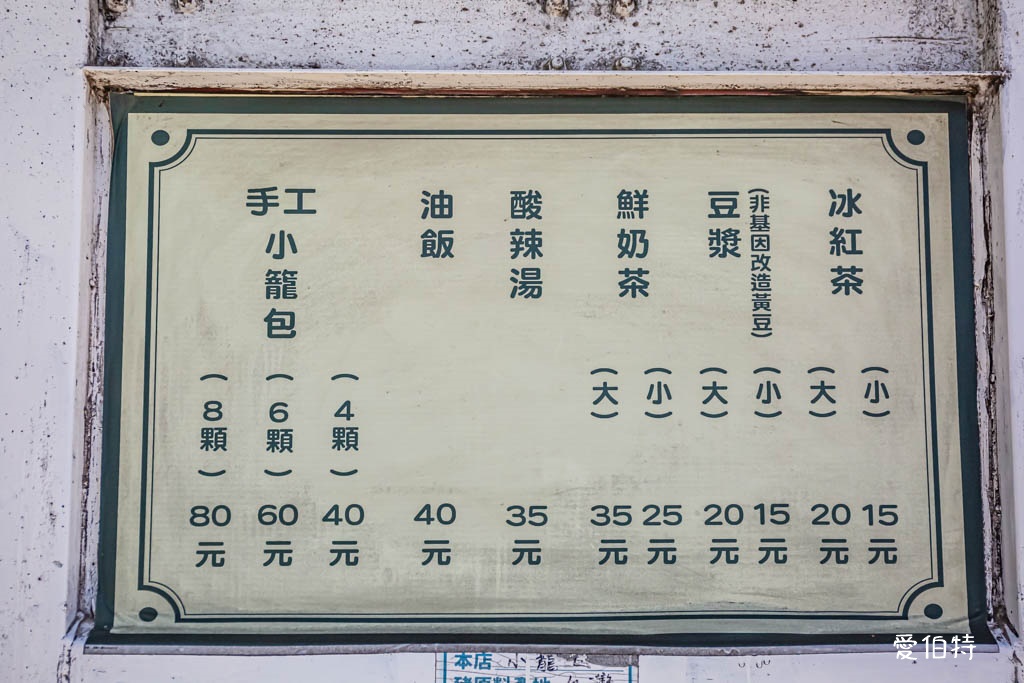 冰紅茶
(小)
15元
(大)
20元
豆漿
(非基因改造黃豆)
(小)
15元
(大)
20元
鮮奶茶
(小)
25元
(大)
35元
酸辣湯
35元
油飯
40元
手工
小籠包
(4顆)
40元
(6顆)
60元
(8顆)
80元
本店
愛伯特